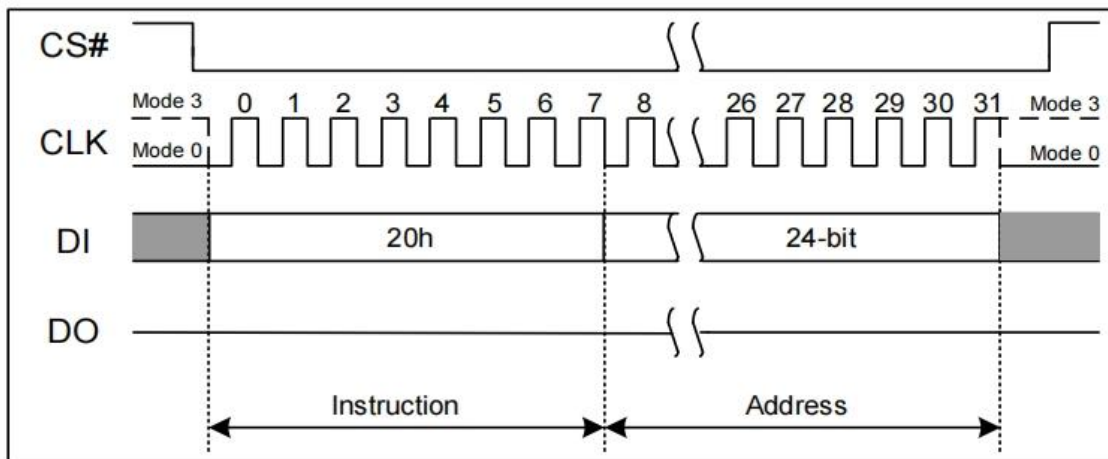 CS#
Mode 3 0 1 2 3 4 5 6 7 8 26 27 28 29 30 31 Mode 3
CLK
Mode 0 Mode 0
DI 20h 24-bit
DO
Instruction Address